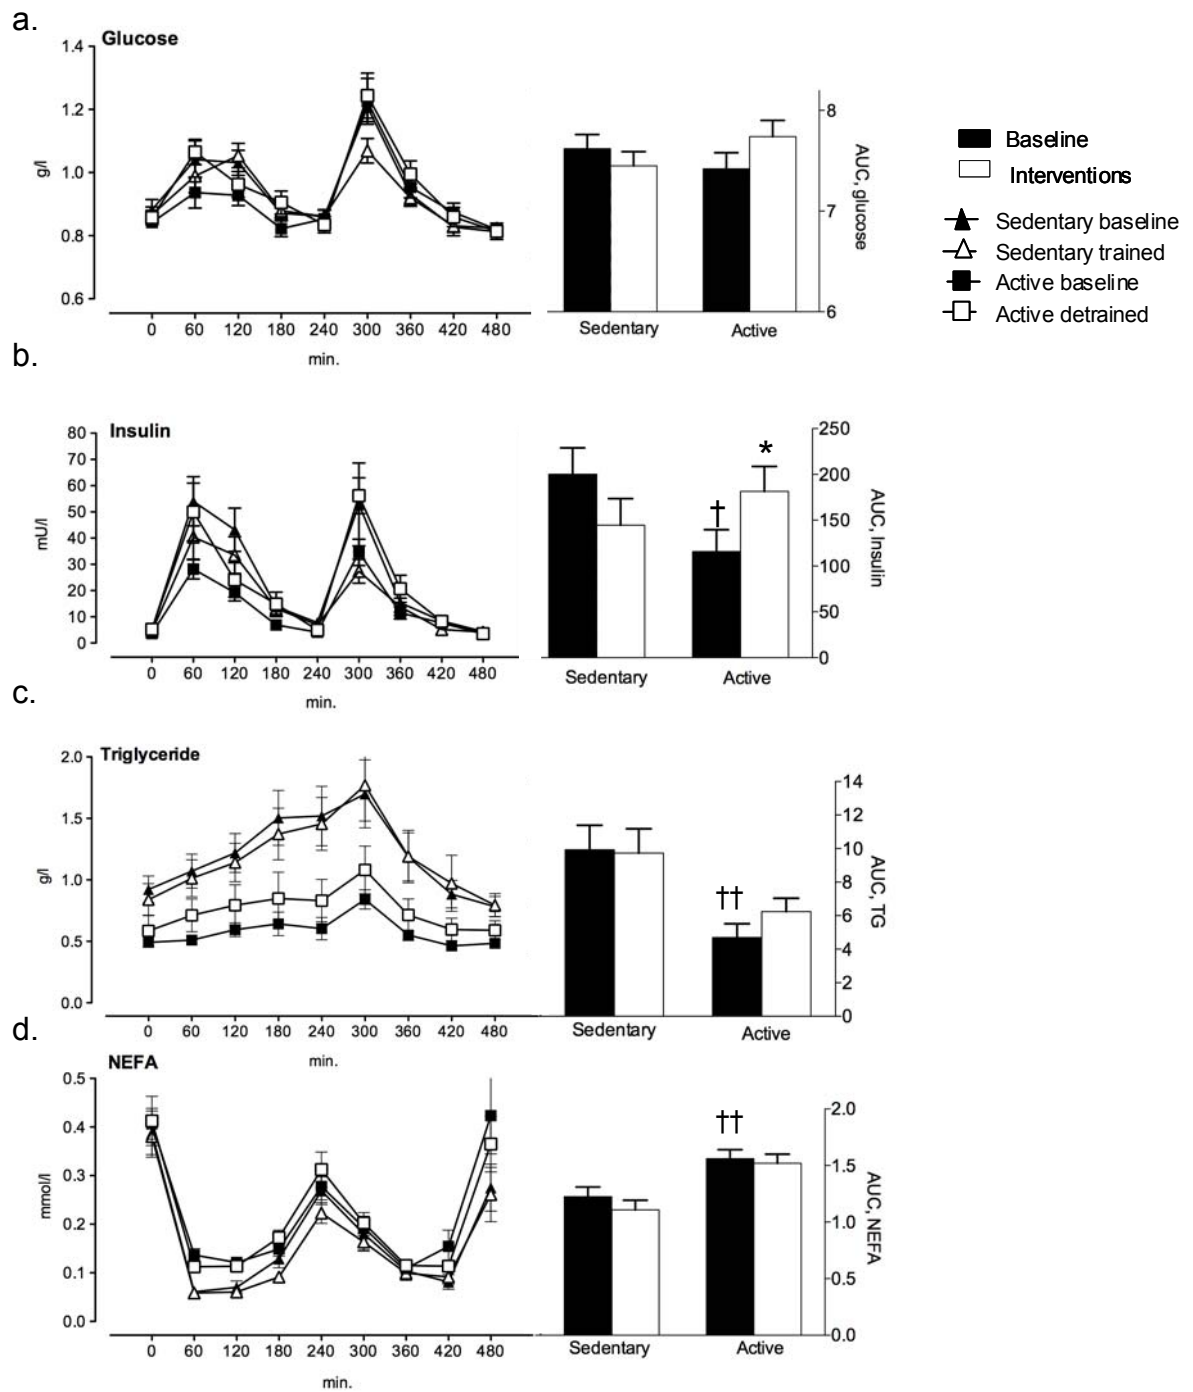 a.
Glucose
1.4
1.2
1.0
0.8
0.6
g/l
0 60 120 180 240 300 360 420 480
min.
8
7
6
AUC, glucose
Sedentary Active
Baseline
Interventions
Sedentary baseline
Sedentary trained
Active baseline
Active detrained
b.
Insulin
80
70
60
50
40
30
20
10
0
mU/l
0 60 120 180 240 300 360 420 480
min.
*
†
250
200
150
100
50
0
AUC, Insulin
Sedentary Active
c.
Triglyceride
2.0
1.5
1.0
0.5
0.0
g/l
0 60 120 180 240 300 360 420 480
min.
††
14
12
10
8
6
4
2
0
AUC, TG
Sedentary Active
d.
NEFA
0.5
0.4
0.3
0.2
0.1
0.0
mmol/l
0 60 120 180 240 300 360 420 480
min.
††
2.0
1.5
1.0
0.5
0.0
AUC, NEFA
Sedentary Active